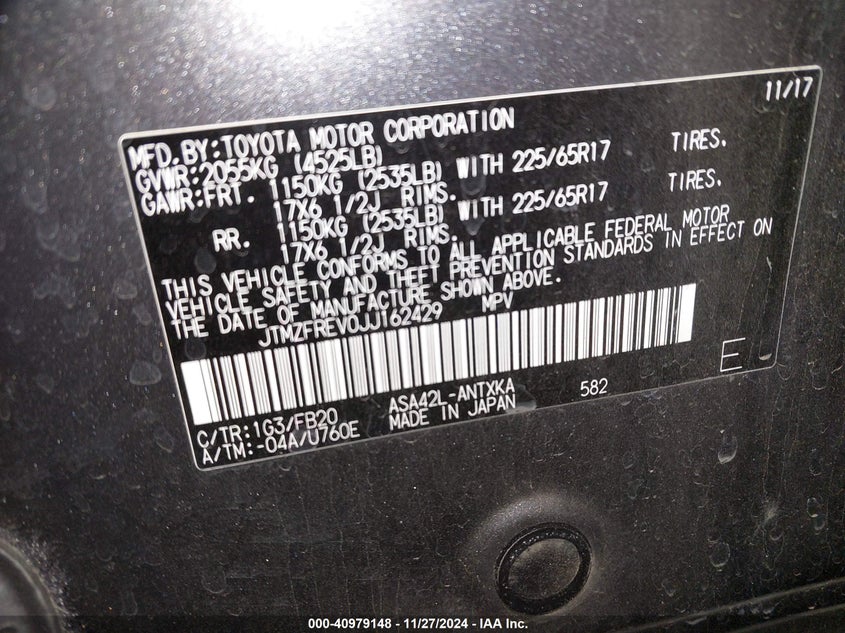 11/17
MFD.BY:TOYOTA MOTOR CORPORATION
GVWR:2055KG (4525LB)
GAWR:FRT. 1150KG (2535LB) WITH 225/65R17 TIRES.
17X6 1/2J RIMS.
RR. 1150KG (2535LB) WITH 225/65R17 TIRES.
17X6 1/2J RIMS.
THIS VEHICLE CONFORMS TO ALL APPLICABLE FEDERAL MOTOR
VEHICLE SAFETY AND THEFT PREVENTION STANDARDS IN EFFECT ON
THE DATE OF MANUFACTURE SHOWN ABOVE.
JTMZFREV0JJ162429 MPV
E
C/TR:1G3/FB20 ASA42L-ANTXKA 582
A/TM:-04A/U760E MADE IN JAPAN
000-40979148 - 11/27/2024 - IAA Inc.